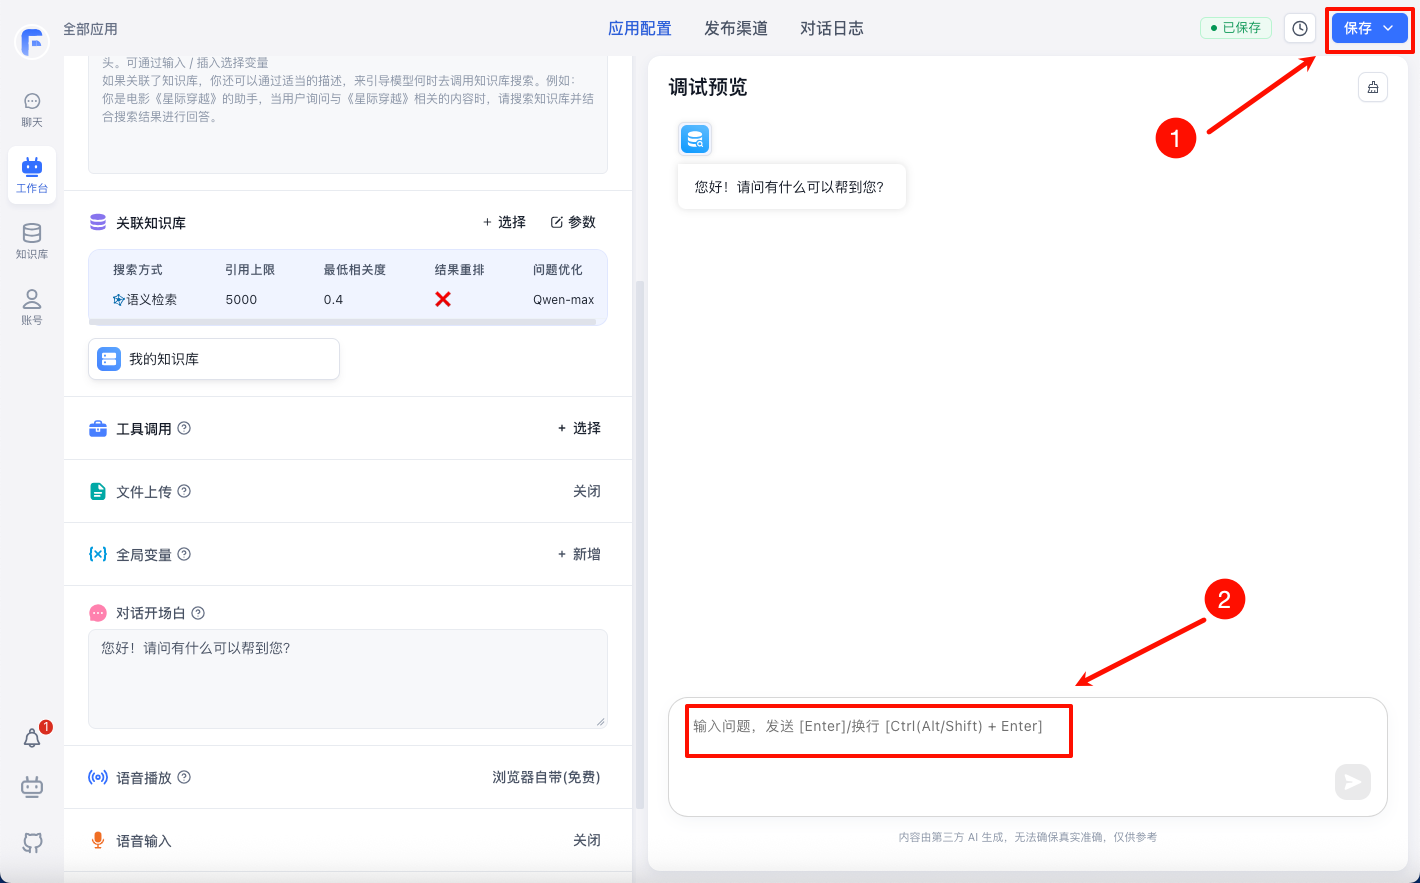 全部应用
应用配置
发布渠道
对话日志
已保存
保存
聊天
工作台
知识库
账号
1
头。可通过输入 / 插入选择变量
如果关联了知识库，你还可以通过适当的描述，来引导模型何时去调用知识库搜索。例如：
你是电影《星际穿越》的助手，当用户询问与《星际穿越》相关的内容时，请搜索知识库并结
合搜索结果进行回答。
关联知识库
+ 选择
参数
搜索方式 引用上限 最低相关度 结果重排 问题优化
语义检索 5000 0.4 Qwen-max
我的知识库
工具调用
+ 选择
文件上传
关闭
全局变量
+ 新增
对话开场白
您好！请问有什么可以帮到您？
语音播放
浏览器自带(免费)
语音输入
关闭
调试预览
1
您好！请问有什么可以帮到您？
2
输入问题，发送 [Enter]/换行 [Ctrl(Alt/Shift) + Enter]
内容由第三方 AI 生成，无法确保真实准确，仅供参考